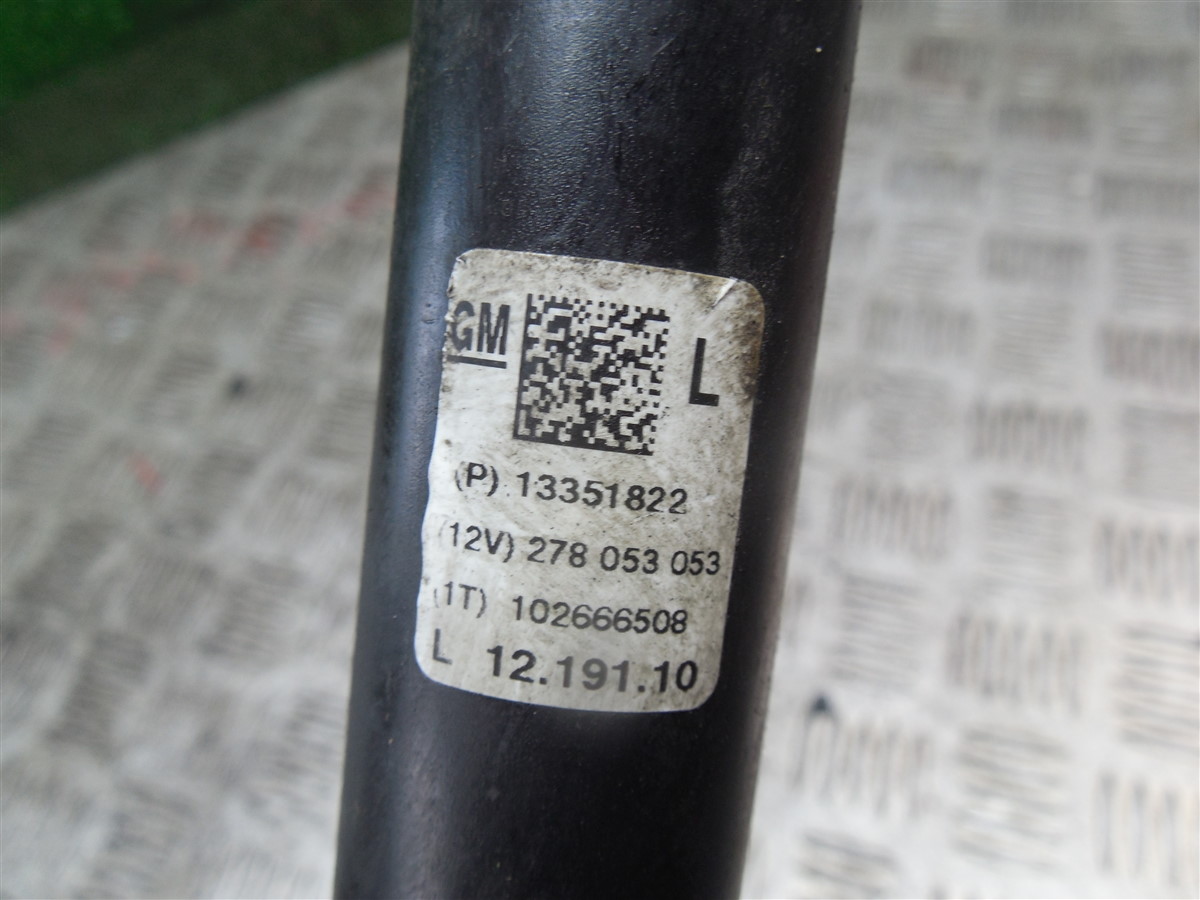 GM L
(P) 13351822
(12V) 278 053 053
(1T) 102666508
L 12.191.10